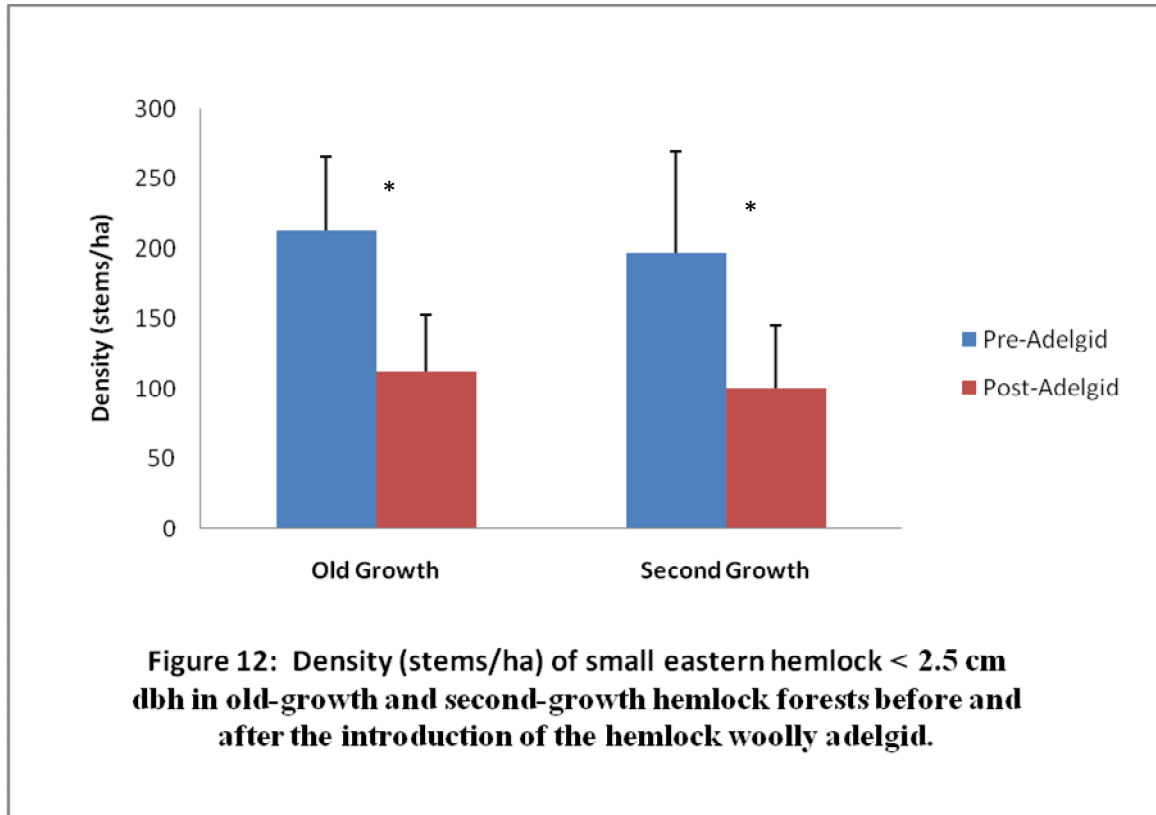 300
250
200
150
100
50
0
Density (stems/ha)
*
*
Pre-Adelgid
Post-Adelgid
Old Growth
Second Growth
Figure 12: Density (stems/ha) of small eastern hemlock < 2.5 cm
dbh in old-growth and second-growth hemlock forests before and
after the introduction of the hemlock woolly adelgid.